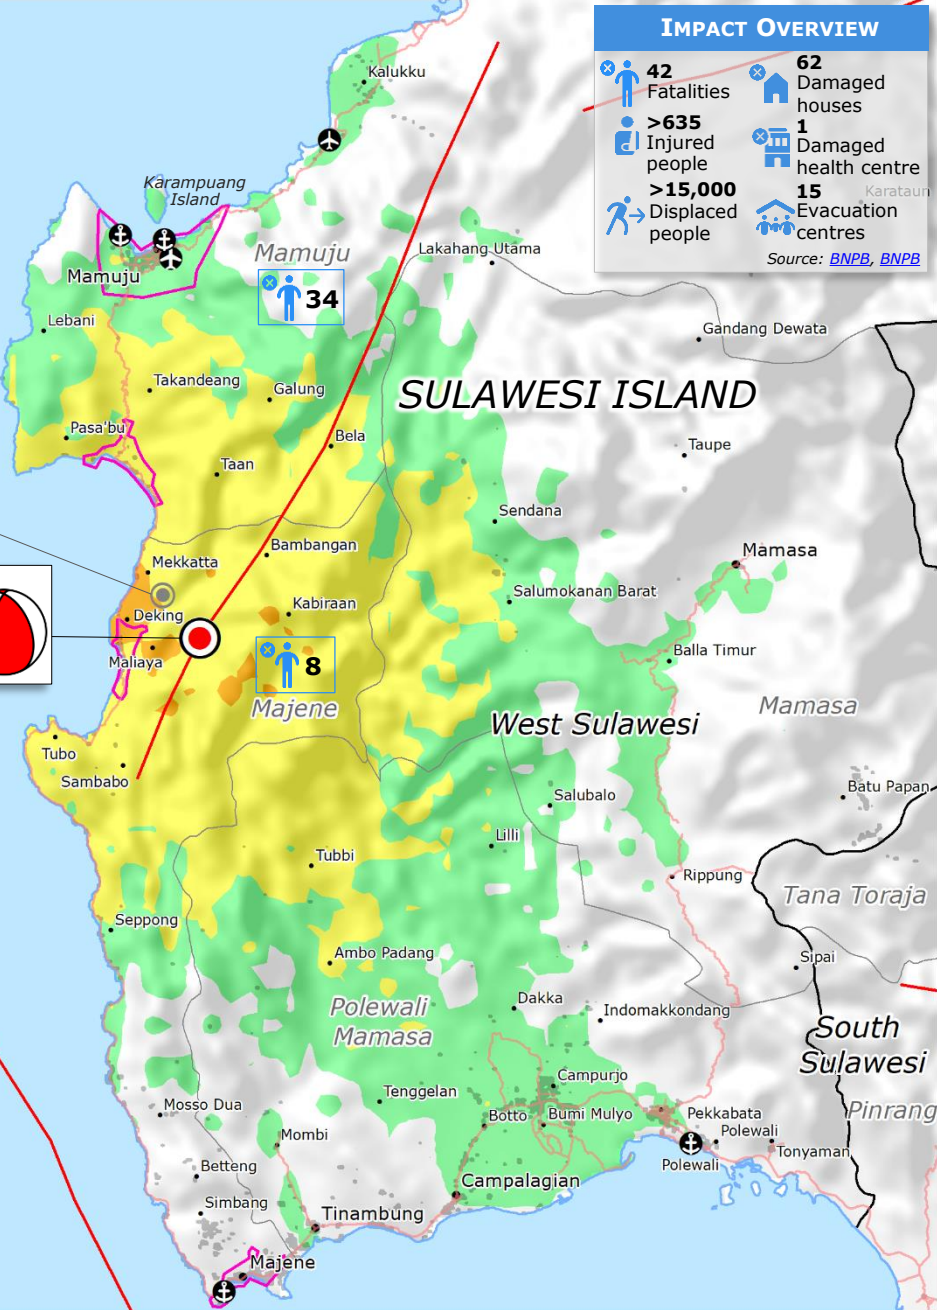 IMPACT OVERVIEW
42
Fatalities
62
Damaged
houses
>635
Injured
people
1
Damaged
health centre
>15,000
Displaced
people
15
Evacuation
centres
Source: BNPB, BNPB
Karataun
Kalukku
Karampuang
Island
Mamuju
Mamuju
34
Lakahang Utama
Lebani
Gandang Dewata
Takandeang
Galung
SULAWESI ISLAND
Pasa'bu
Bela
Taupe
Taan
Sendana
Bambangan
Mamasa
Mekkatta
Salumokanan Barat
Kabiraan
Deking
Maliaya
8
Balla Timur
Majene
West Sulawesi
Mamasa
Tubo
Sambabo
Batu Papan
Salubalo
Lilli
Tubbi
Rippung
Tana Toraja
Seppong
Ambo Padang
Sipai
Polewali
Mamasa
Dakka
Indomakkondang
South
Sulawesi
Campurjo
Tenggelan
Mosso Dua
Botto
Bumi Mulyo
Pekkabata
Pinrang
Polewali
Mombi
Tonyaman
Polewali
Betteng
Campalagian
Simbang
Tinambung
Majene